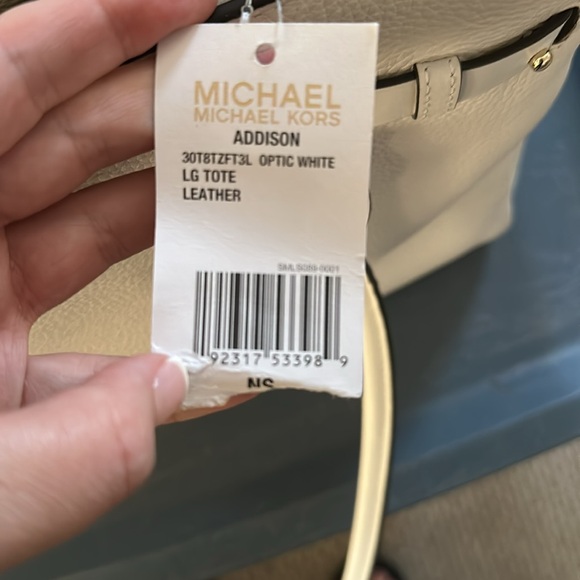 MICHAEL
MICHAEL KORS
ADDISON
30T8TZFT3L OPTIC WHITE
LG TOTE
LEATHER
92317 53398 9
NS